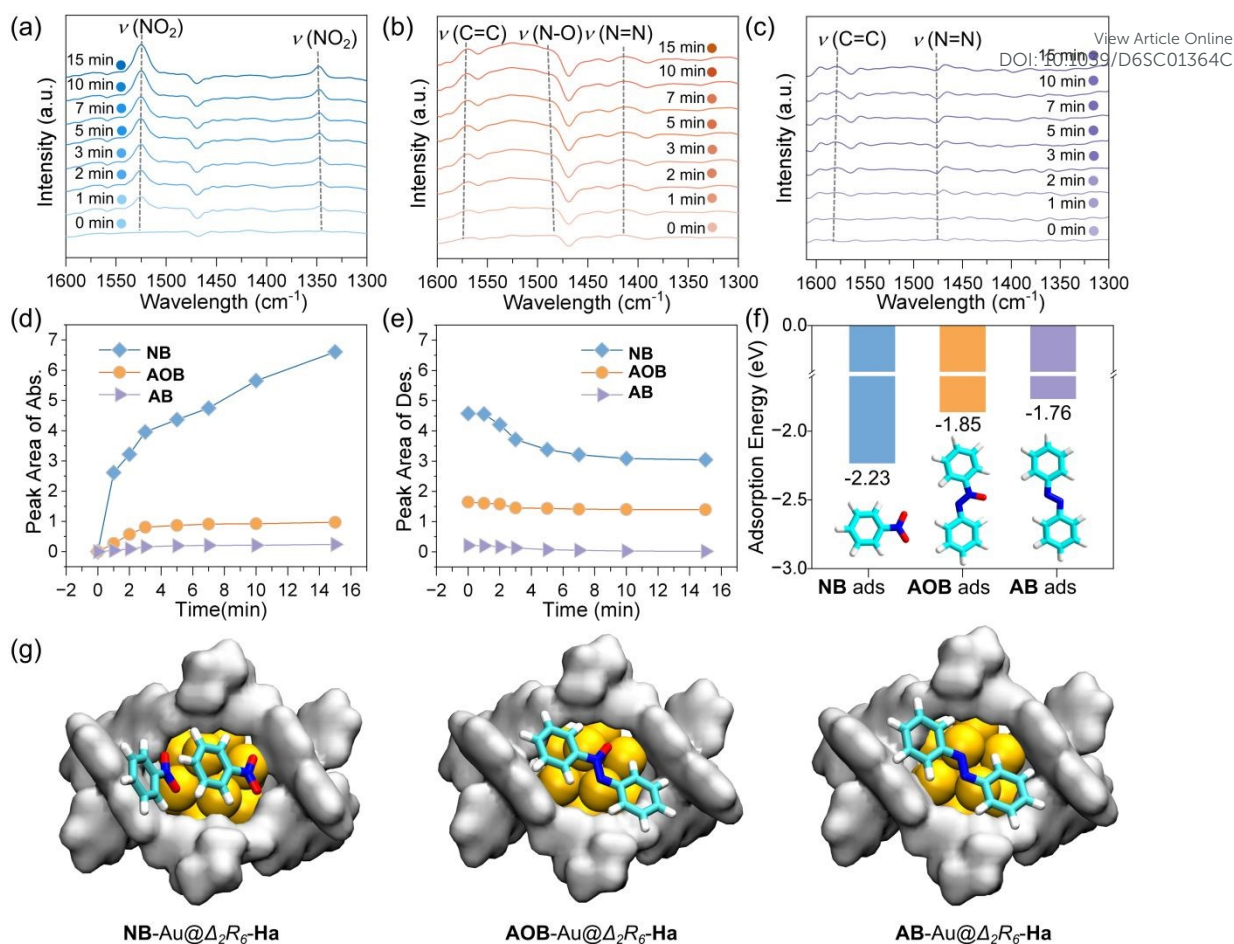 (a)
ν (NO2)
ν (NO2)
15 min
10 min
7 min
5 min
3 min
2 min
1 min
0 min
Intensity (a.u.)
1600 1550 1500 1450 1400 1350 1300
Wavelength (cm-1)
(b)
ν (C=C) ν (N-O) ν (N=N)
15 min
10 min
7 min
5 min
3 min
2 min
1 min
0 min
Intensity (a.u.)
1600 1550 1500 1450 1400 1350 1300
Wavelength (cm-1)
(c)
View Article Online
DOI: 10.1039/D6SC01364C
ν (C=C) ν (N=N)
15 min
10 min
7 min
5 min
3 min
2 min
1 min
0 min
Intensity (a.u.)
1600 1550 1500 1450 1400 1350 1300
Wavelength (cm-1)
(d)
7
6
5
4
3
2
1
0
NB
AOB
AB
Peak Area of Abs.
−2 0 2 4 6 8 10 12 14 16
Time(min)
(e)
7
6
5
4
3
2
1
0
NB
AOB
AB
Peak Area of Des.
−2 0 2 4 6 8 10 12 14 16
Time(min)
(f)
0.0
−2.0
−2.5
−3.0
Adsorption Energy (eV)
-2.23
-1.85
-1.76
NB ads AOB ads AB ads
(g)
NB-Au@Δ2R6-Ha
AOB-Au@Δ2R6-Ha
AB-Au@Δ2R6-Ha